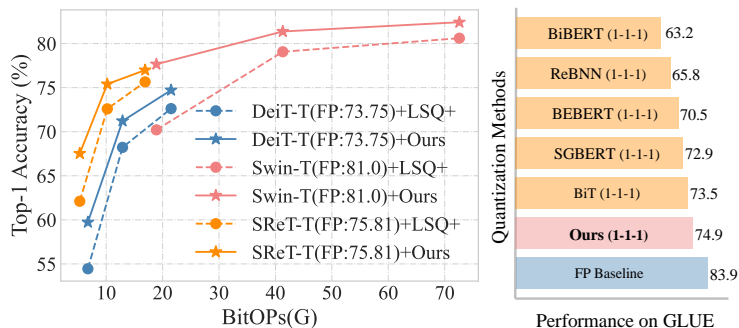 Top-1 Accuracy (%)
80
75
70
65
60
55
10
20
30
40
50
60
70
BitOPs(G)
DeiT-T(FP:73.75)+LSQ+
DeiT-T(FP:73.75)+Ours
Swin-T(FP:81.0)+LSQ+
Swin-T(FP:81.0)+Ours
SReT-T(FP:75.81)+LSQ+
SReT-T(FP:75.81)+Ours
Quantization Methods
BiBERT (1-1-1) 63.2
ReBNN (1-1-1) 65.8
BEBERT (1-1-1) 70.5
SGBERT (1-1-1) 72.9
BiT (1-1-1) 73.5
Ours (1-1-1) 74.9
FP Baseline 83.9
Performance on GLUE